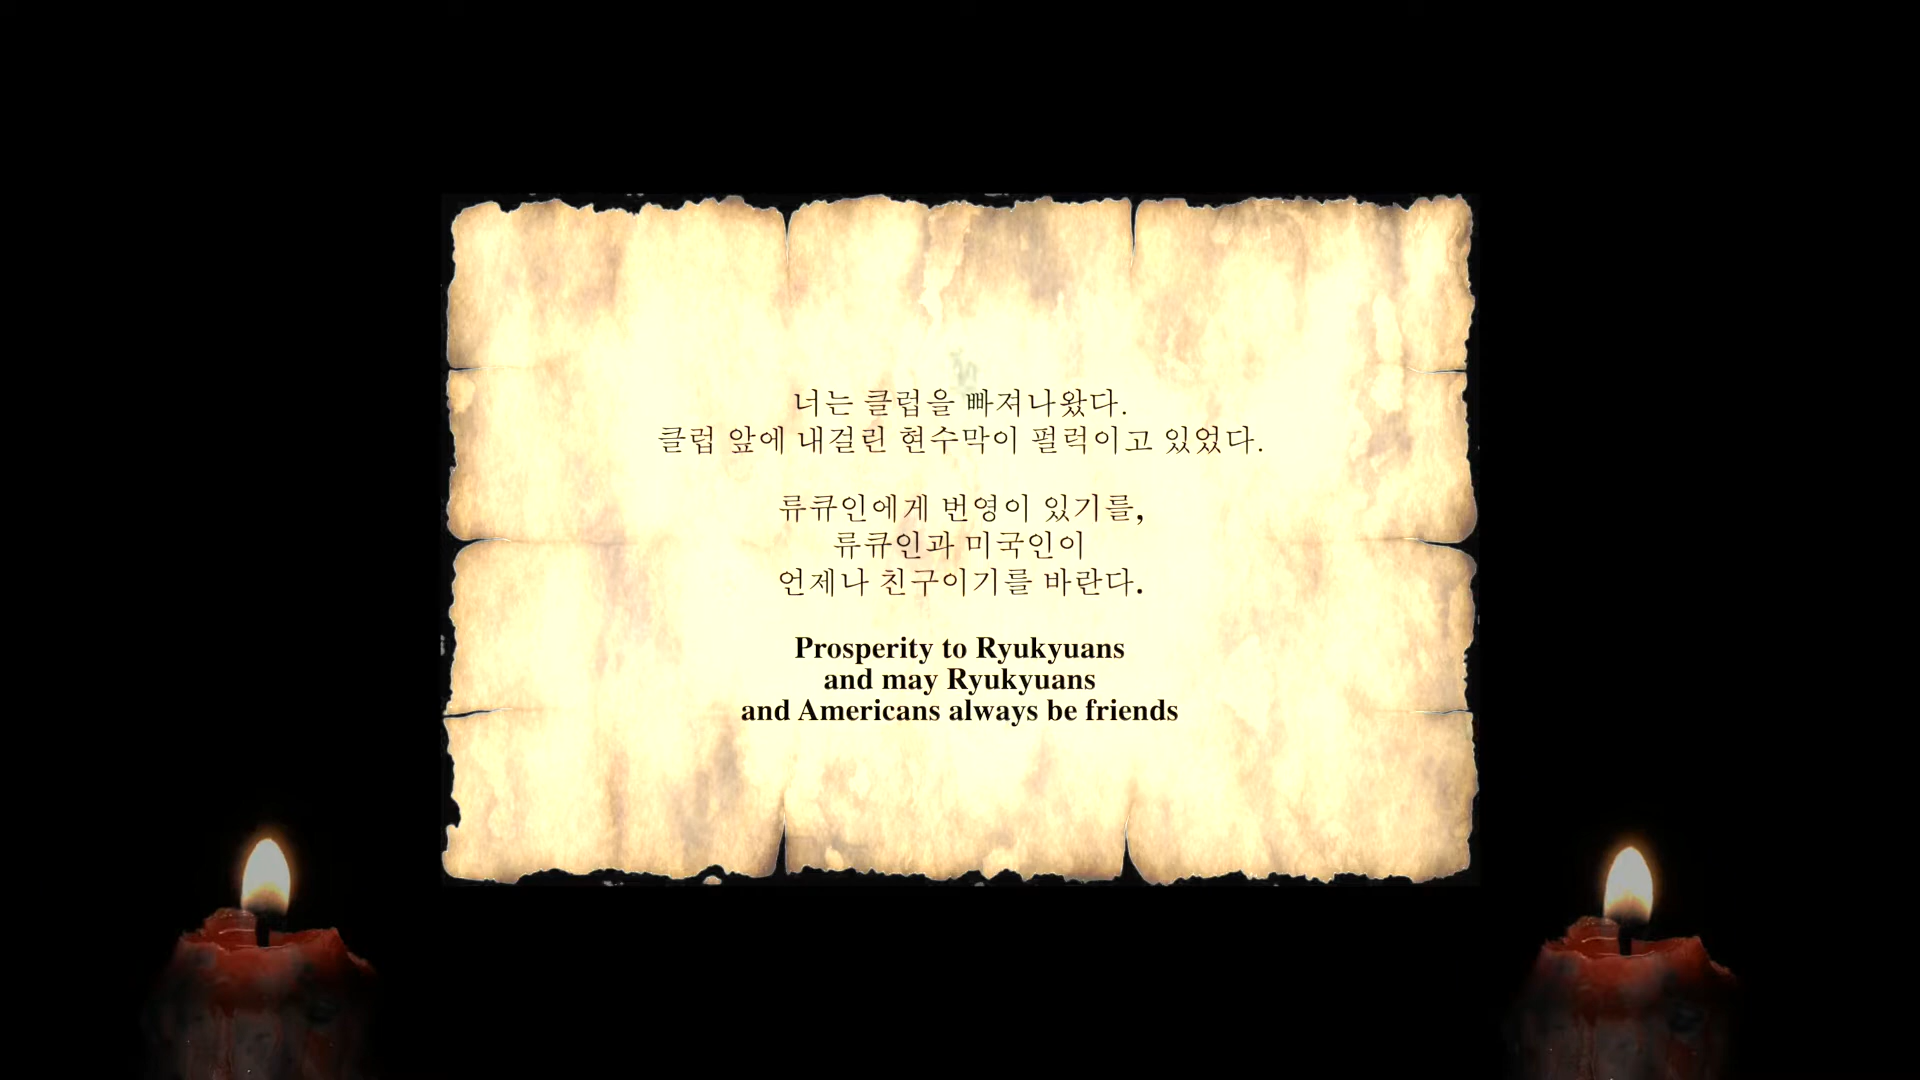 너는 클럽을 빠져나왔다.
클럽 앞에 내걸린 현수막이 펄럭이고 있었다.
류큐인에게 번영이 있기를,
류큐인과 미국인이
언제나 친구이기를 바란다.
Prosperity to Ryukyuans
and may Ryukyuans
and Americans always be friends